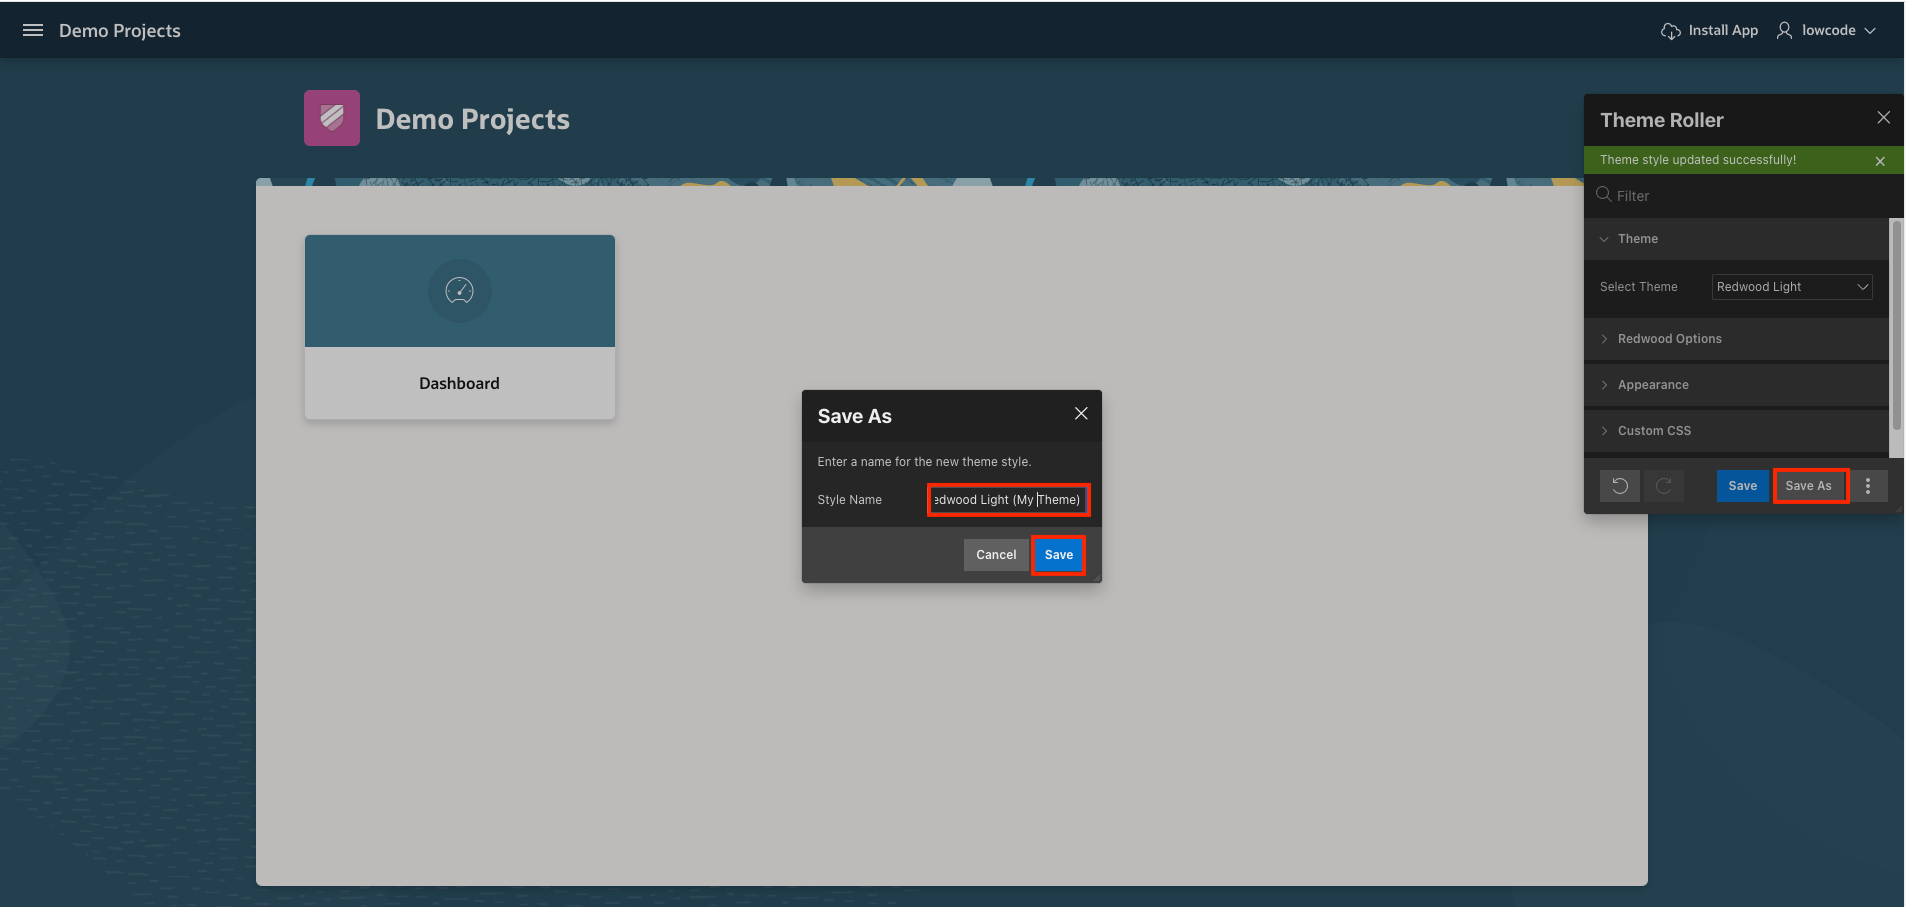 Demo Projects
Install App
lowcode
Demo Projects
Theme Roller
Theme style updated successfully!
Filter
Theme
Select Theme
Redwood Light
Redwood Options
Appearance
Custom CSS
Save
Save As
Dashboard
Save As
Enter a name for the new theme style.
Style Name
edwood Light (My Theme)
Cancel
Save